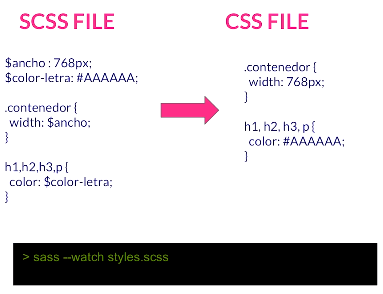 SCSS FILE
CSS FILE
$ancho : 768px;
$color-letra: #AAAAAA;
.contenedor {
width: $ancho;
}
h1,h2,h3,p {
color: $color-letra;
}
.contenedor {
width: 768px;
}
h1, h2, h3, p {
color: #AAAAAA;
}
> sass --watch styles.scss